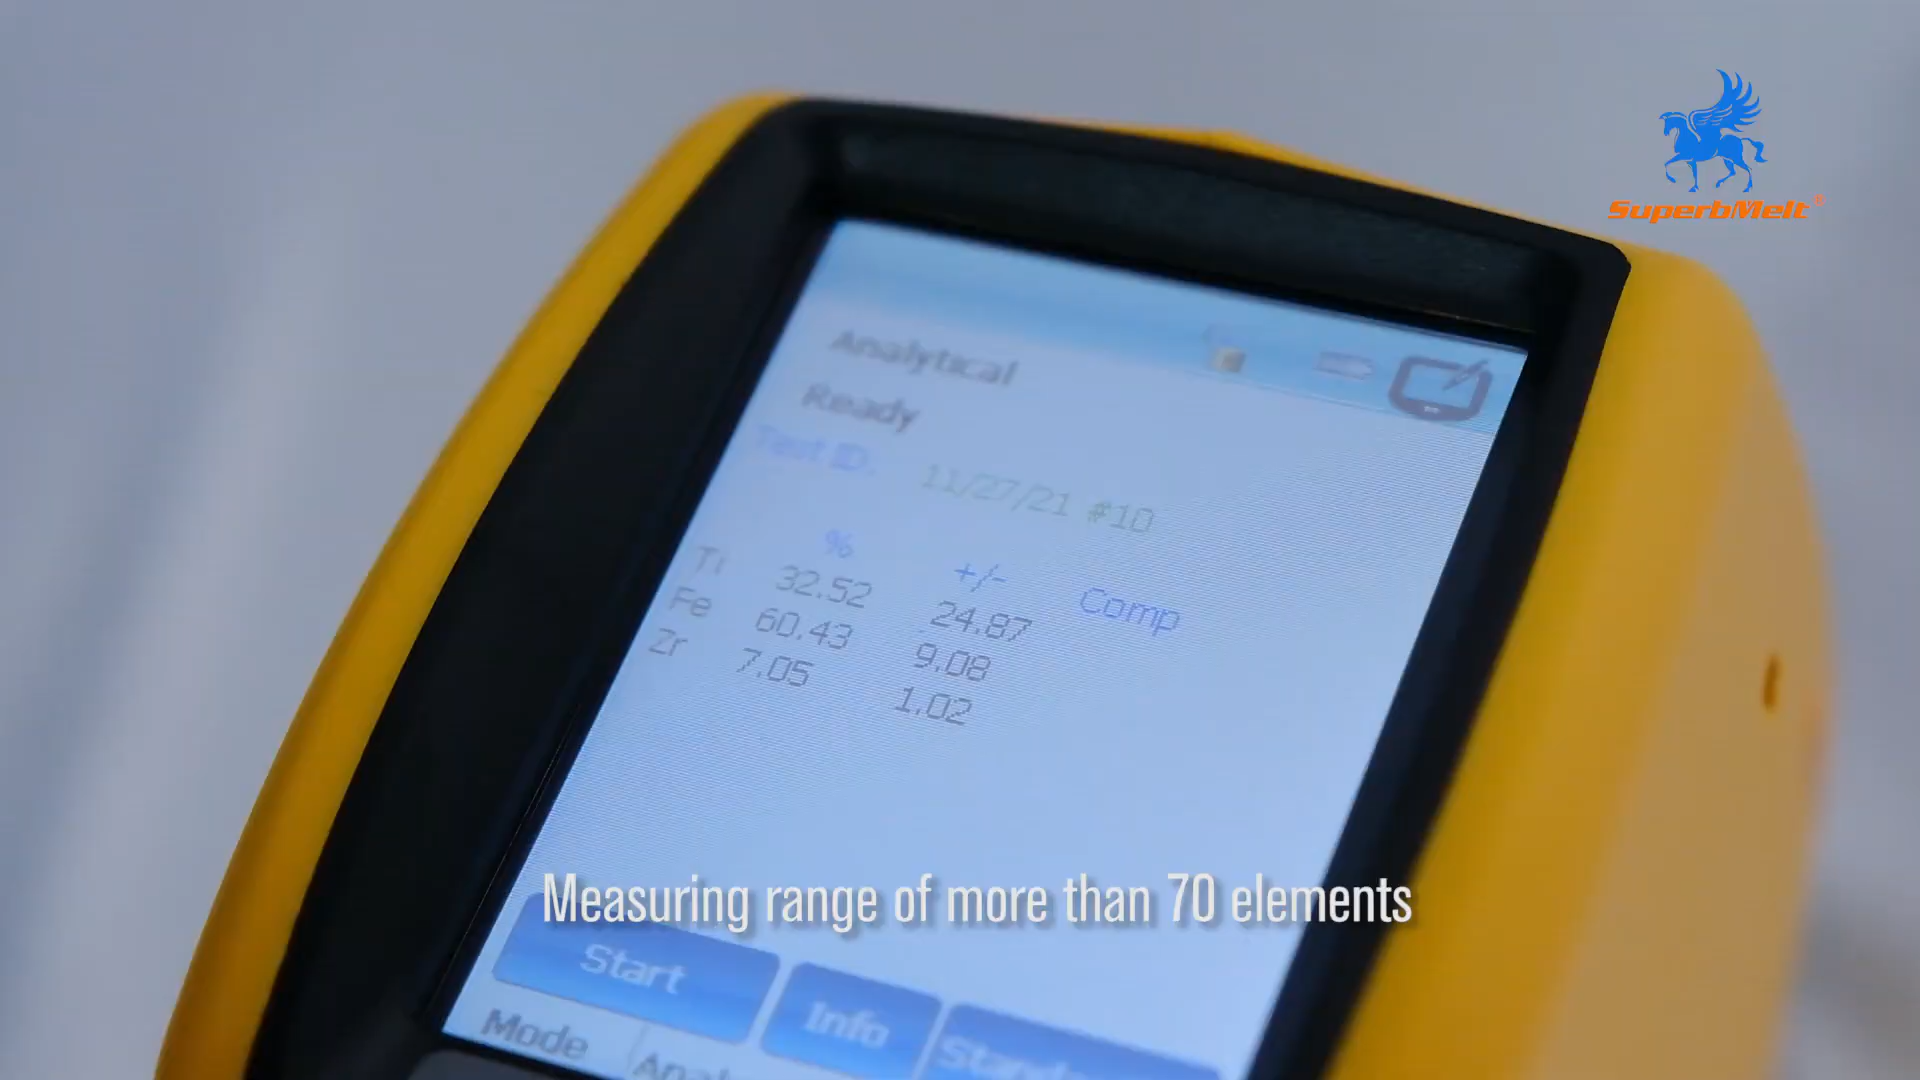 SuperbMelt®
Analytical
Ready
Test ID: 11/27/21 #10
% +/- Comp
Ti 32.52 24.87
Fe 60.43 9.08
Zr 7.05 1.02
Measuring range of more than 70 elements
Start Info
Mode